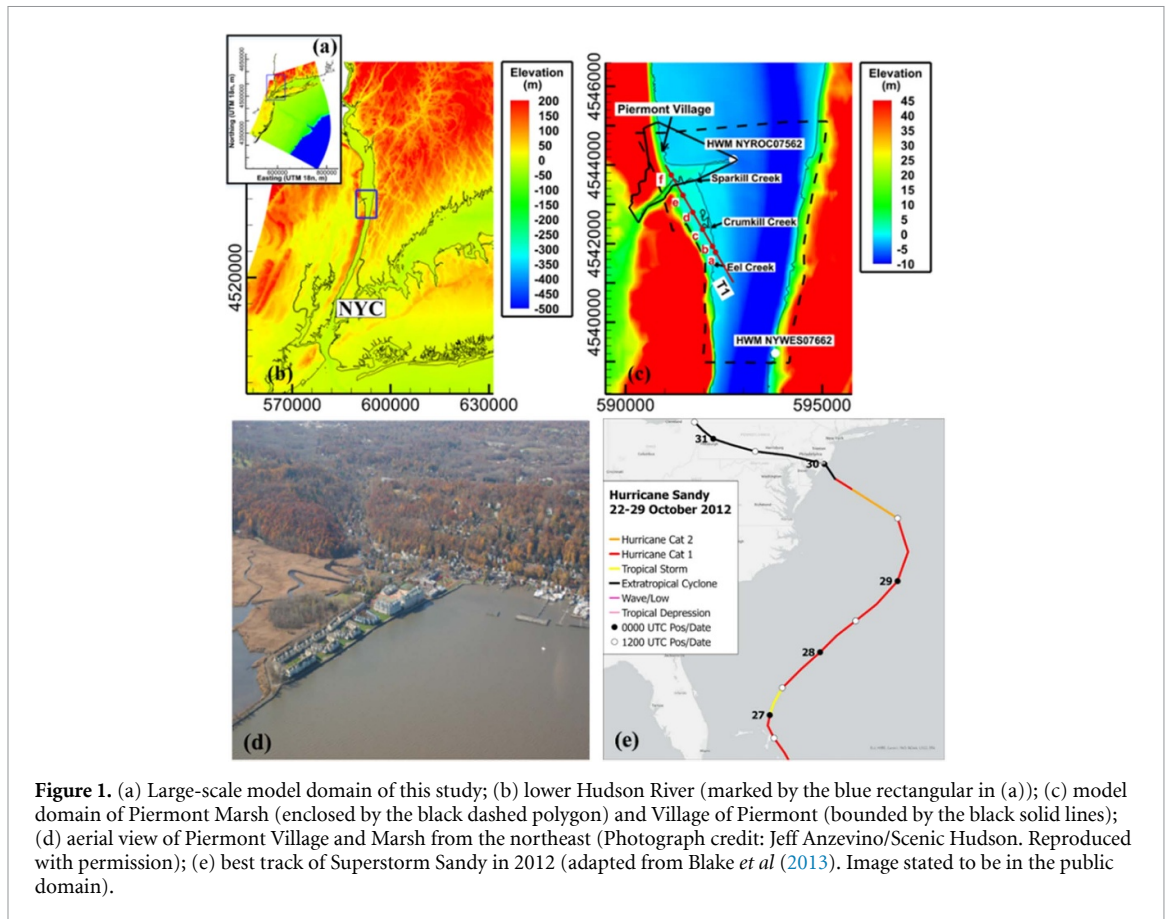 (a)
Northing (UTM 18n, m)
Easting (UTM 18n, m)
600000
800000
Elevation
(m)
200
150
100
50
0
-50
-100
-150
-200
-250
-300
-350
-400
-450
-500
4520000
NYC
(b)
570000
600000
630000
4546000
4544000
4542000
4540000
Piermont Village
HWM NYROC07562
f
Sparkill Creek
e
d
Crumkill Creek
c
b
a
Eel Creek
T1
HWM NYWES07662
(c)
590000
595000
Elevation
(m)
45
40
35
30
25
20
15
10
5
0
-5
-10
(d)
31
30
Hurricane Sandy
22-29 October 2012
Hurricane Cat 2
Hurricane Cat 1
Tropical Storm
Extratropical Cyclone
Wave/Low
Tropical Depression
0000 UTC Pos/Date
1200 UTC Pos/Date
29
28
27
(e)
Figure 1. (a) Large-scale model domain of this study; (b) lower Hudson River (marked by the blue rectangular in (a)); (c) model
domain of Piermont Marsh (enclosed by the black dashed polygon) and Village of Piermont (bounded by the black solid lines);
(d) aerial view of Piermont Village and Marsh from the northeast (Photograph credit: Jeff Anzevino/Scenic Hudson. Reproduced
with permission); (e) best track of Superstorm Sandy in 2012 (adapted from Blake et al (2013). Image stated to be in the public
domain).